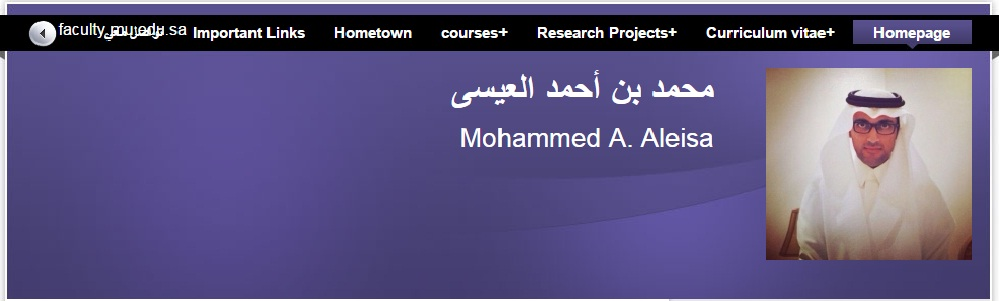 faculty.mu.edu.sa Important Links Hometown courses+ Research Projects+ Curriculum vitae+ Homepage
محمد بن أحمد العيسى
Mohammed A. Aleisa